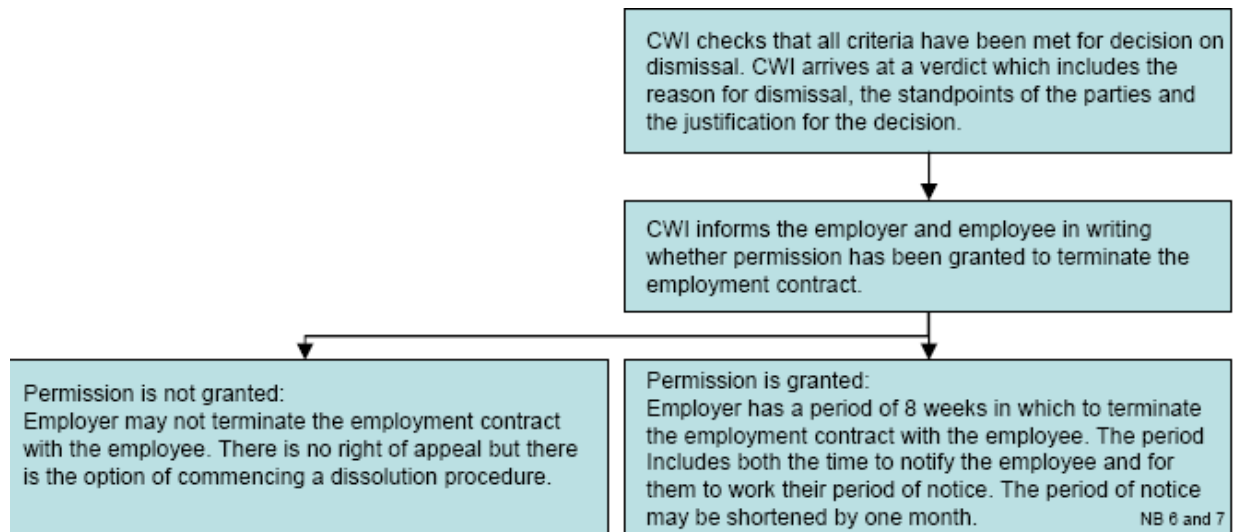 CWI checks that all criteria have been met for decision on
dismissal. CWI arrives at a verdict which includes the
reason for dismissal, the standpoints of the parties and
the justification for the decision.
CWI informs the employer and employee in writing
whether permission has been granted to terminate the
employment contract.
Permission is not granted:
Employer may not terminate the employment contract
with the employee. There is no right of appeal but there
is the option of commencing a dissolution procedure.
Permission is granted:
Employer has a period of 8 weeks in which to terminate
the employment contract with the employee. The period
Includes both the time to notify the employee and for
them to work their period of notice. The period of notice
may be shortened by one month. NB 6 and 7